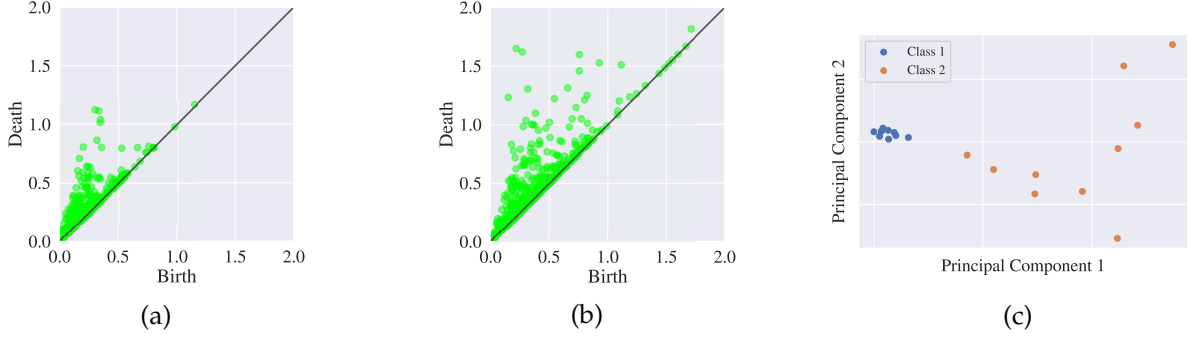 2.0
1.5
1.0
0.5
0.0
Death
0.0 0.5 1.0 1.5 2.0
Birth
(a)
2.0
1.5
1.0
0.5
0.0
Death
0.0 0.5 1.0 1.5 2.0
Birth
(b)
Class 1
Class 2
Principal Component 2
Principal Component 1
(c)